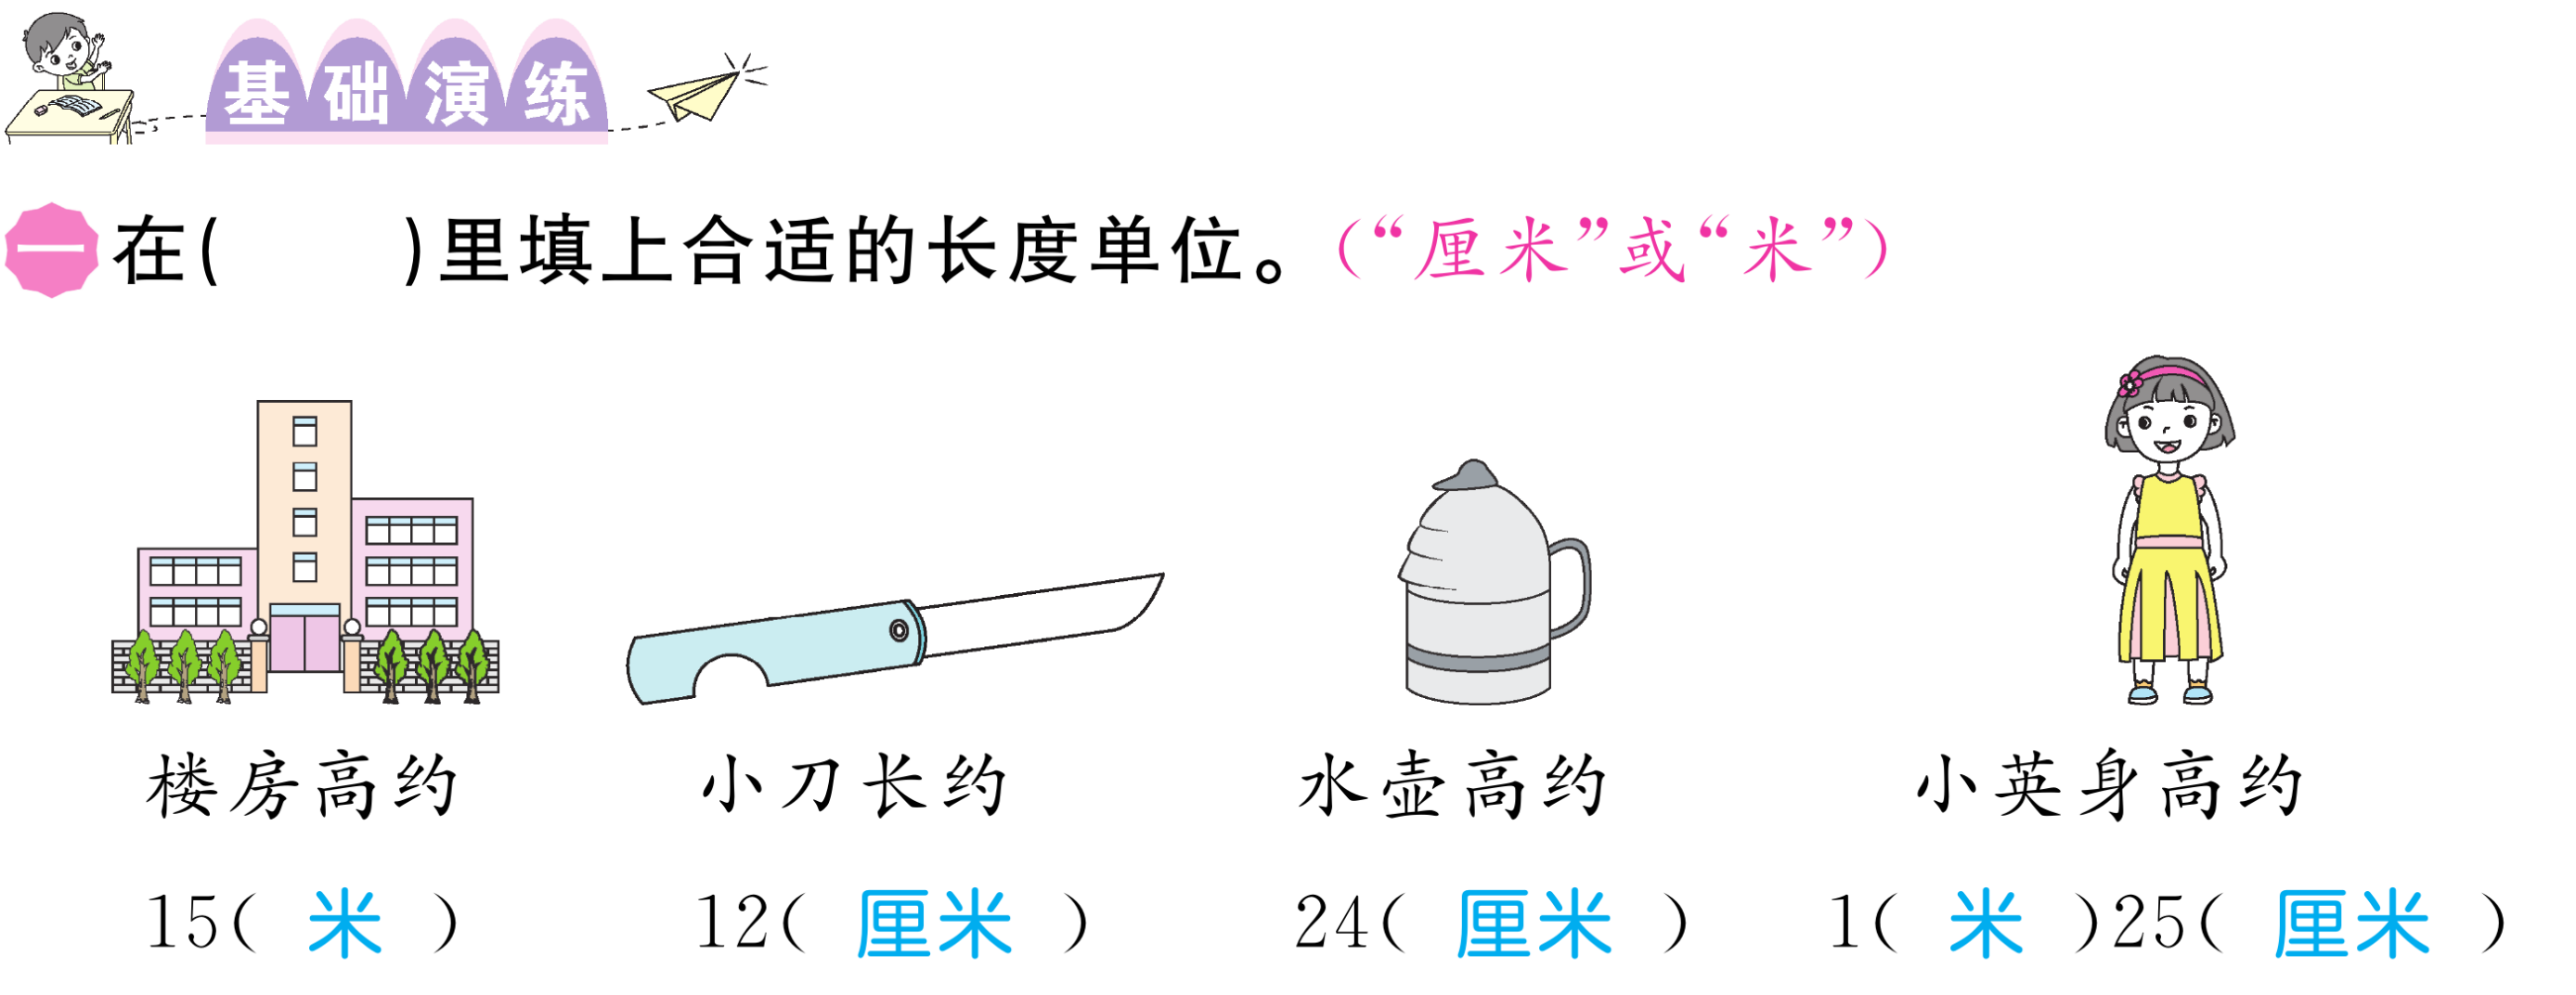 基础演练
一 在(　　)里填上合适的长度单位。(“厘米”或“米”)
楼房高约 小刀长约 水壶高约 小英身高约
15( 米 ) 12( 厘米 ) 24( 厘米 ) 1( 米 )25( 厘米 )